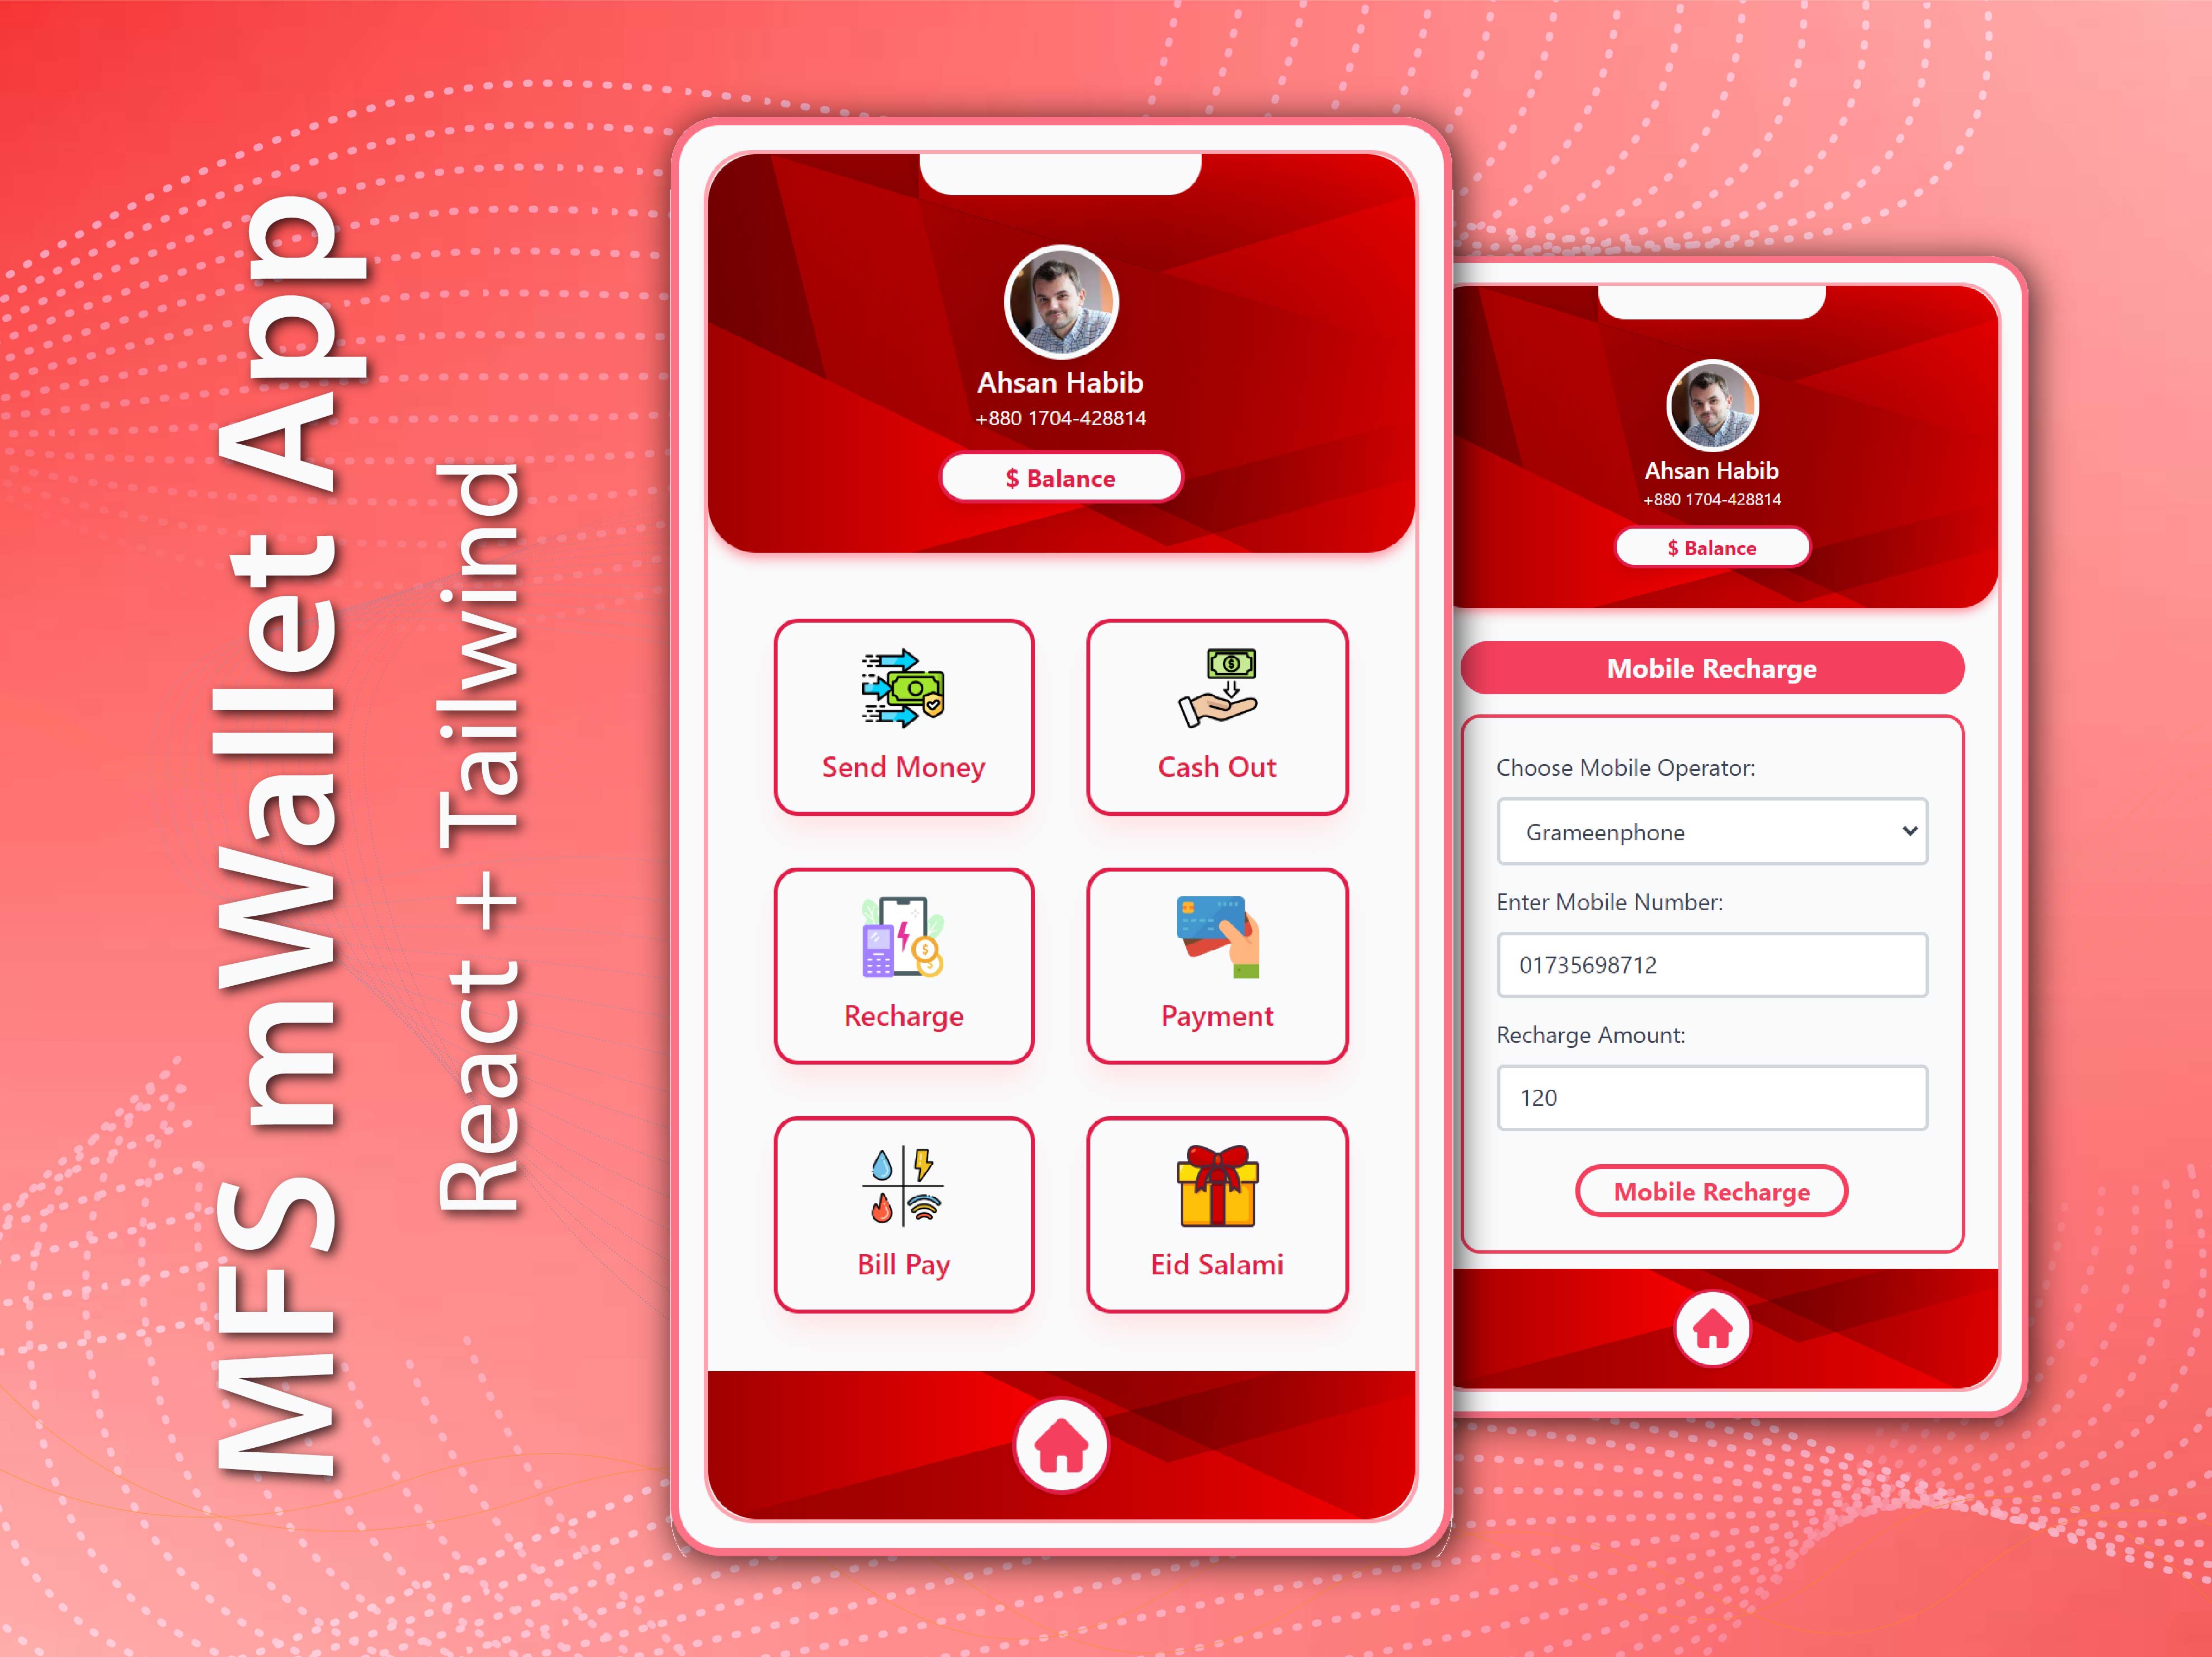 MFS mWallet App
React + Tailwind
Ahsan Habib
+880 1704-428814
$ Balance
Send Money
Cash Out
Recharge
Payment
Bill Pay
Eid Salami
Ahsan Habib
+880 1704-428814
$ Balance
Mobile Recharge
Choose Mobile Operator:
Grameenphone
Enter Mobile Number:
01735698712
Recharge Amount:
120
Mobile Recharge